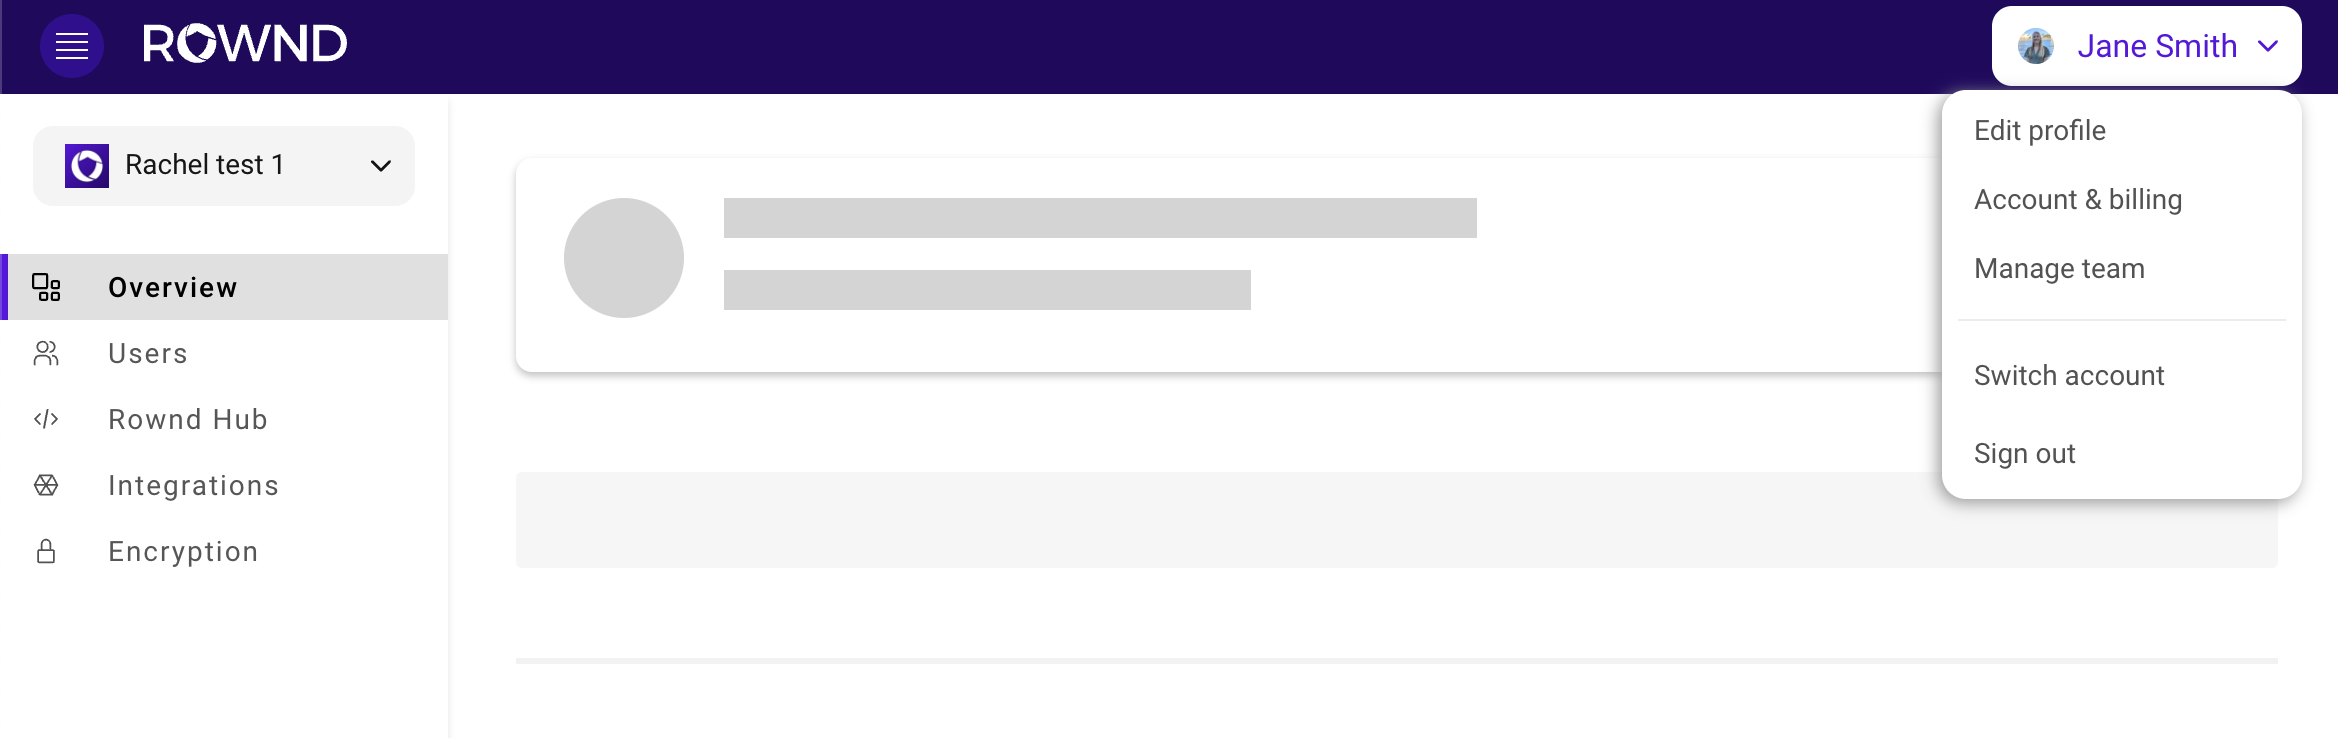 ROWND
Jane Smith
Edit profile
Account & billing
Manage team
Switch account
Sign out
Rachel test 1
Overview
Users
Rownd Hub
Integrations
Encryption